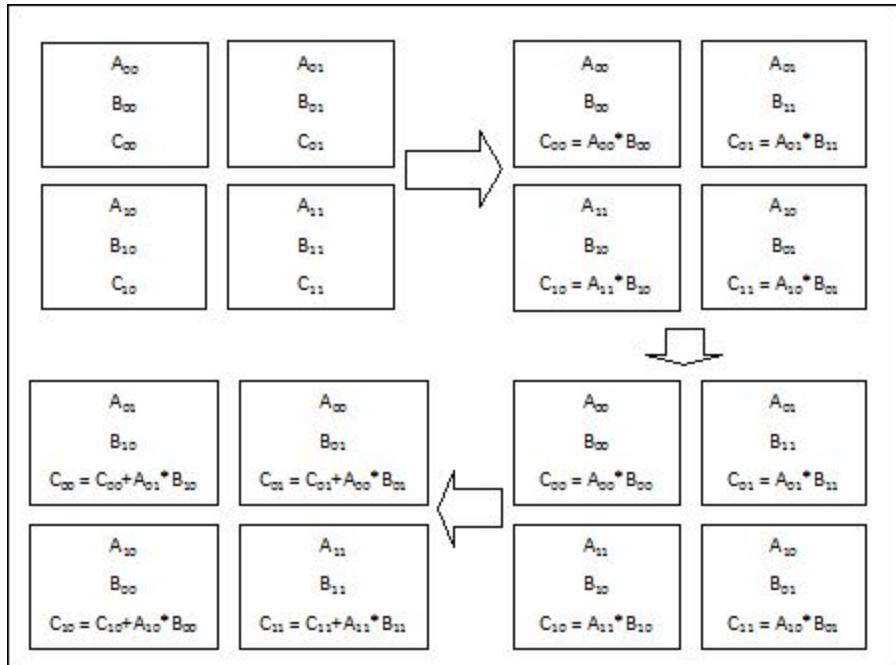 A₀₀
B₀₀
C₀₀
A₀₁
B₀₁
C₀₁
A₁₀
B₁₀
C₁₀
A₁₁
B₁₁
C₁₁
A₀₀
B₀₀
C₀₀ = A₀₀*B₀₀
A₀₁
B₁₁
C₀₁ = A₀₁*B₁₁
A₁₁
B₁₀
C₁₀ = A₁₁*B₁₀
A₁₀
B₀₁
C₁₁ = A₁₀*B₀₁
A₀₀
B₀₀
C₀₀ = A₀₀*B₀₀
A₀₁
B₁₁
C₀₁ = A₀₁*B₁₁
A₁₁
B₁₀
C₁₀ = A₁₁*B₁₀
A₁₀
B₀₁
C₁₁ = A₁₀*B₀₁
A₀₁
B₁₀
C₀₀ = C₀₀+A₀₁*B₁₀
A₀₀
B₀₁
C₀₁ = C₀₁+A₀₀*B₀₁
A₁₀
B₀₀
C₁₀ = C₁₀+A₁₀*B₀₀
A₁₁
B₁₁
C₁₁ = C₁₁+A₁₁*B₁₁